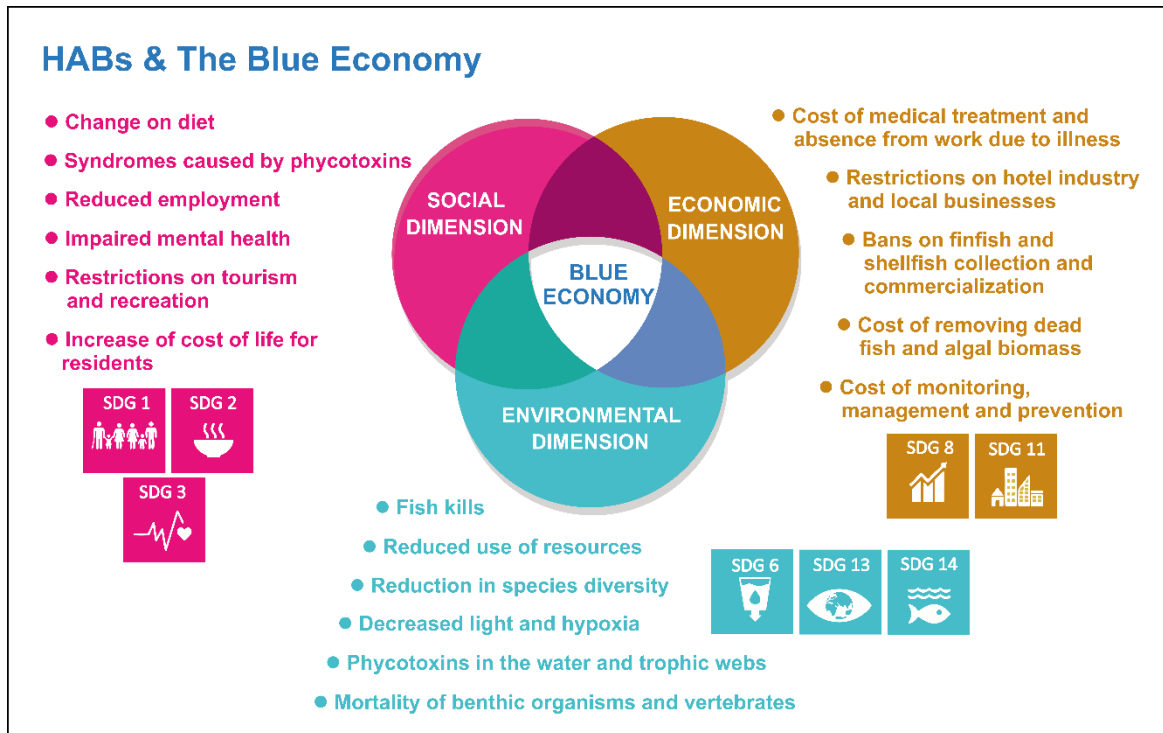 HABs & The Blue Economy
● Change on diet
● Syndromes caused by phycotoxins
● Reduced employment
● Impaired mental health
● Restrictions on tourism
and recreation
● Increase of cost of life for
residents
SDG 1
SDG 2
SDG 3
SOCIAL
DIMENSION
ECONOMIC
DIMENSION
BLUE
ECONOMY
ENVIRONMENTAL
DIMENSION
● Cost of medical treatment and
absence from work due to illness
● Restrictions on hotel industry
and local businesses
● Bans on finfish and
shellfish collection and
commercialization
● Cost of removing dead
fish and algal biomass
● Cost of monitoring,
management and prevention
SDG 8
SDG 11
● Fish kills
● Reduced use of resources
● Reduction in species diversity
● Decreased light and hypoxia
● Phycotoxins in the water and trophic webs
● Mortality of benthic organisms and vertebrates
SDG 6
SDG 13
SDG 14